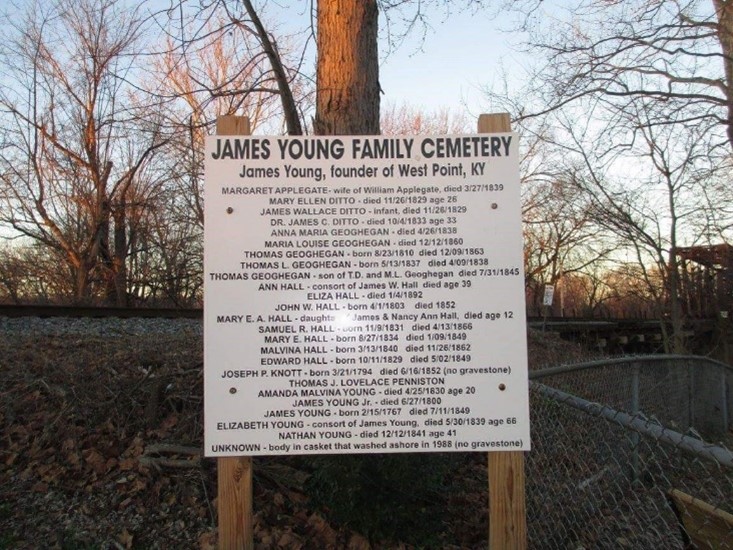 JAMES YOUNG FAMILY CEMETERY
James Young, founder of West Point, KY
MARGARET APPLEGATE- wife of William Applegate, died 3/27/1839
MARY ELLEN DITTO - died 11/26/1829 age 26
JAMES WALLACE DITTO - infant, died 11/26/1829
DR. JAMES C. DITTO - died 10/4/1833 age 33
ANNA MARIA GEOGHEGAN - died 4/26/1838
MARIA LOUISE GEOGHEGAN - died 12/12/1860
THOMAS GEOGHEGAN - born 8/23/1810 died 12/09/1863
THOMAS L. GEOGHEGAN - born 5/13/1837 died 4/09/1838
THOMAS GEOGHEGAN - son of T.D. and M.L. Geoghegan died 7/31/1845
ANN HALL - consort of James W. Hall died age 39
ELIZA HALL - died 1/4/1892
JOHN W. HALL - born 4/1/1803 died 1852
MARY E. A. HALL - James & Nancy Ann Hall, died age 12
SAMUEL R. HALL - born 11/9/1831 died 4/13/1866
MARY E. HALL - born 8/27/1834 died 1/09/1849
MALVINA HALL - born 3/13/1840 died 11/26/1862
EDWARD HALL - born 10/11/1829 died 5/02/1849
JOSEPH P. KNOTT - born 3/21/1794 died 6/16/1852 (no gravestone)
THOMAS J. LOVELACE PENNISTON
AMANDA MALVINA YOUNG - died 4/25/1830 age 20
JAMES YOUNG Jr. - died 6/27/1800
JAMES YOUNG - born 2/15/1767 died 7/11/1849
ELIZABETH YOUNG - consort of James Young, died 5/30/1839 age 66
NATHAN YOUNG - died 12/12/1841 age 41
UNKNOWN - body in casket that washed ashore in 1988 (no gravestone)